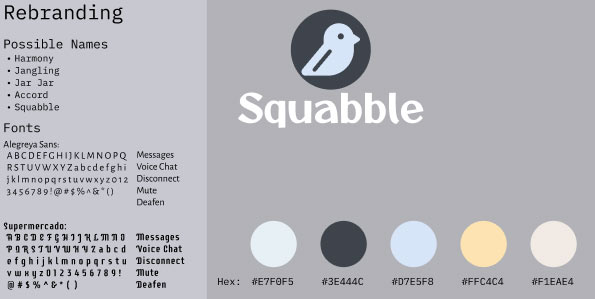 Rebranding
Possible Names
• Harmony
• Jangling
• Jar Jar
• Accord
• Squabble
Fonts
Alegreya Sans:
ABCDEFGHIJKLMNOPQ
RSTUVWXYZabcdefghi
jklmnopqrstuvwxyz012
3456789!@#$%^&*()
Messages
Voice Chat
Disconnect
Mute
Deafen
Supermercado:
ABCDEFGHIJKLMNO
PQRSTUVWXYZabcd
efghijklmnopqrstu
vwxyz0123456789!
@#$%^&*()
Messages
Voice Chat
Disconnect
Mute
Deafen
Squabble
Hex: #E7F0F5 #3E444C #D7E5F8 #FFC4C4 #F1EAE4